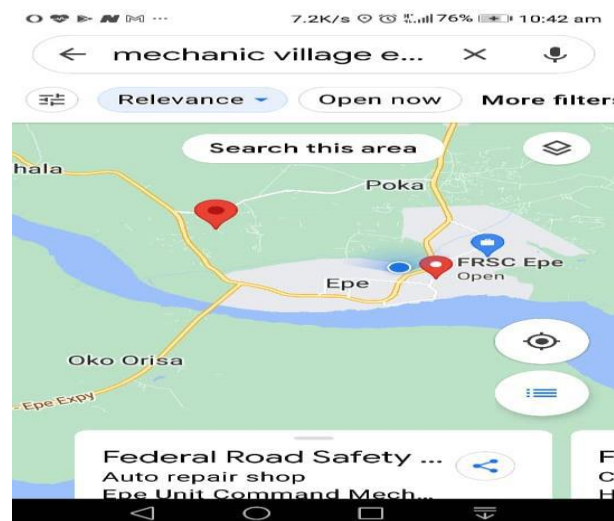 7.2K/s 76% 10:42 am
mechanic village e...
Relevance Open now More filters
Search this area
hala
Poka
FRSC Epe
Open
Epe
Oko Orisa
- Epe Expy
Federal Road Safety ... F
Auto repair shop C
Epe Unit Command Mech... H